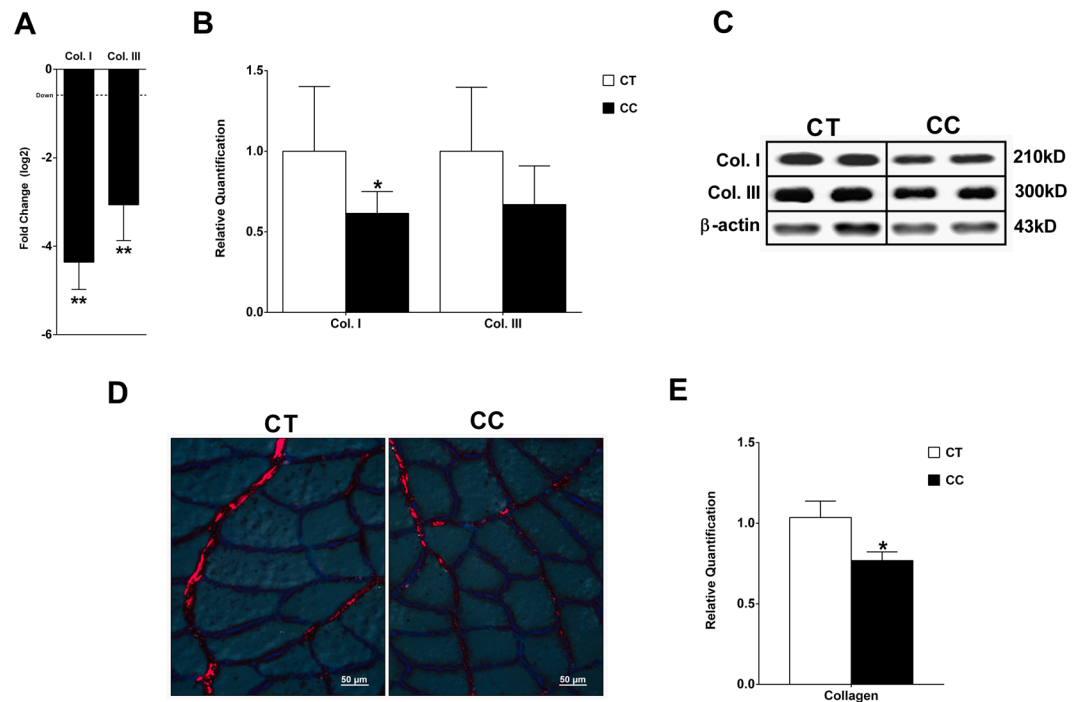 A
Col. I Col. III
0
Down
-2
-4
-6
Fold Change (log2)
**
**
B
1.5
1.0
0.5
0.0
Relative Quantification
*
Col. I
Col. III
CT
CC
C
CT CC
Col. I 210kD
Col. III 300kD
β-actin 43kD
D
CT CC
50 µm
50 µm
E
1.5
1.0
0.5
0.0
Relative Quantification
*
Collagen
CT
CC